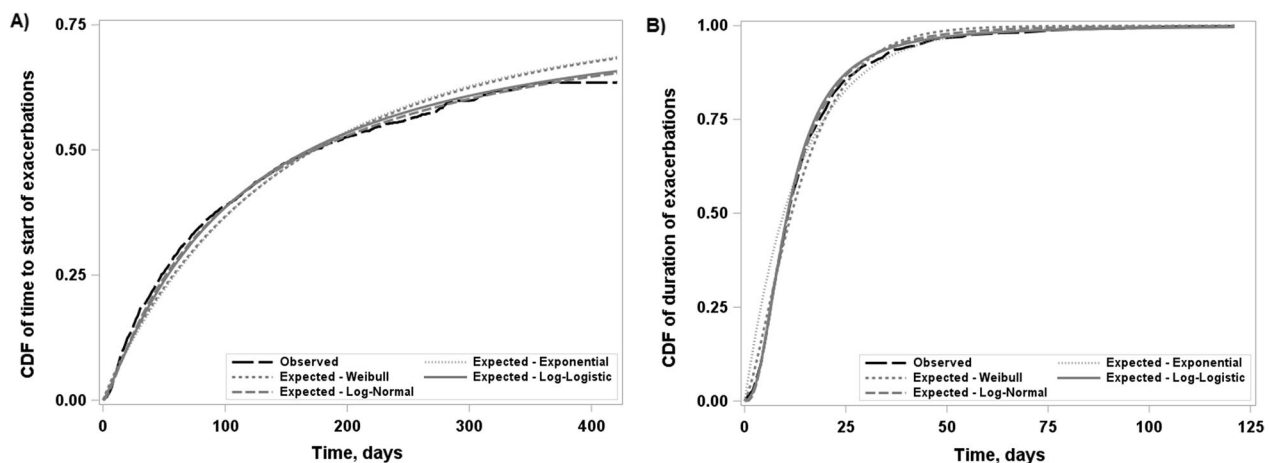 A)
CDF of time to start of exacerbations
0.75
0.50
0.25
0.00
Observed
Expected - Exponential
Expected - Weibull
Expected - Log-Logistic
Expected - Log-Normal
0
100
200
300
400
Time, days
B)
CDF of duration of exacerbations
1.00
0.75
0.50
0.25
0.00
Observed
Expected - Exponential
Expected - Weibull
Expected - Log-Logistic
Expected - Log-Normal
0
25
50
75
100
125
Time, days